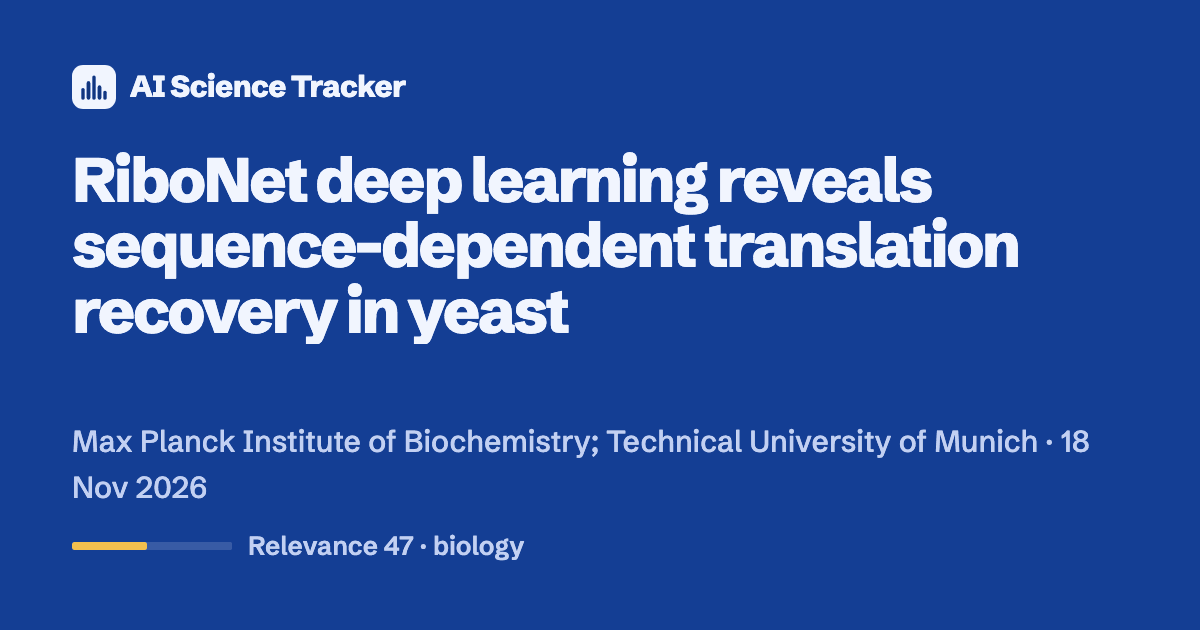 AI Science Tracker
RiboNet deep learning reveals
sequence-dependent translation
recovery in yeast
Max Planck Institute of Biochemistry; Technical University of Munich · 18
Nov 2026
Relevance 47 · biology